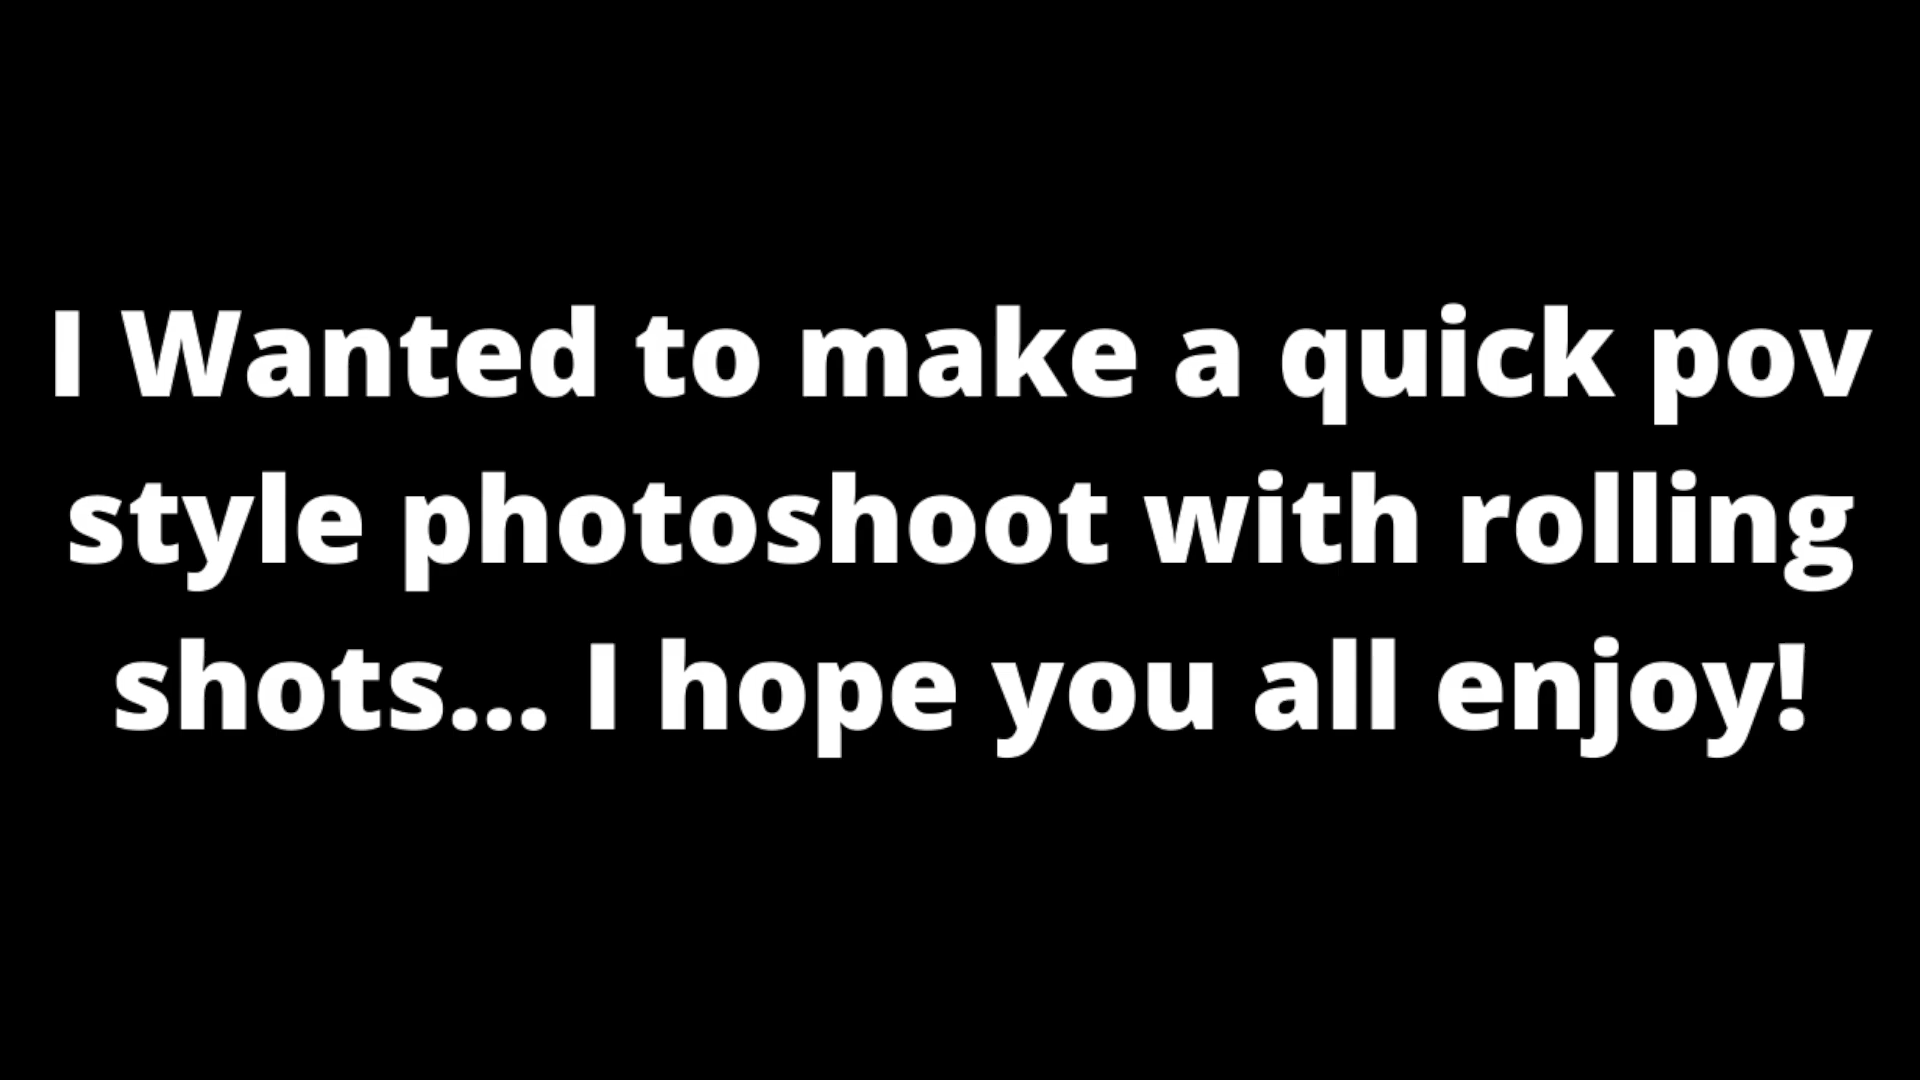 I Wanted to make a quick pov
style photoshoot with rolling
shots... I hope you all enjoy!